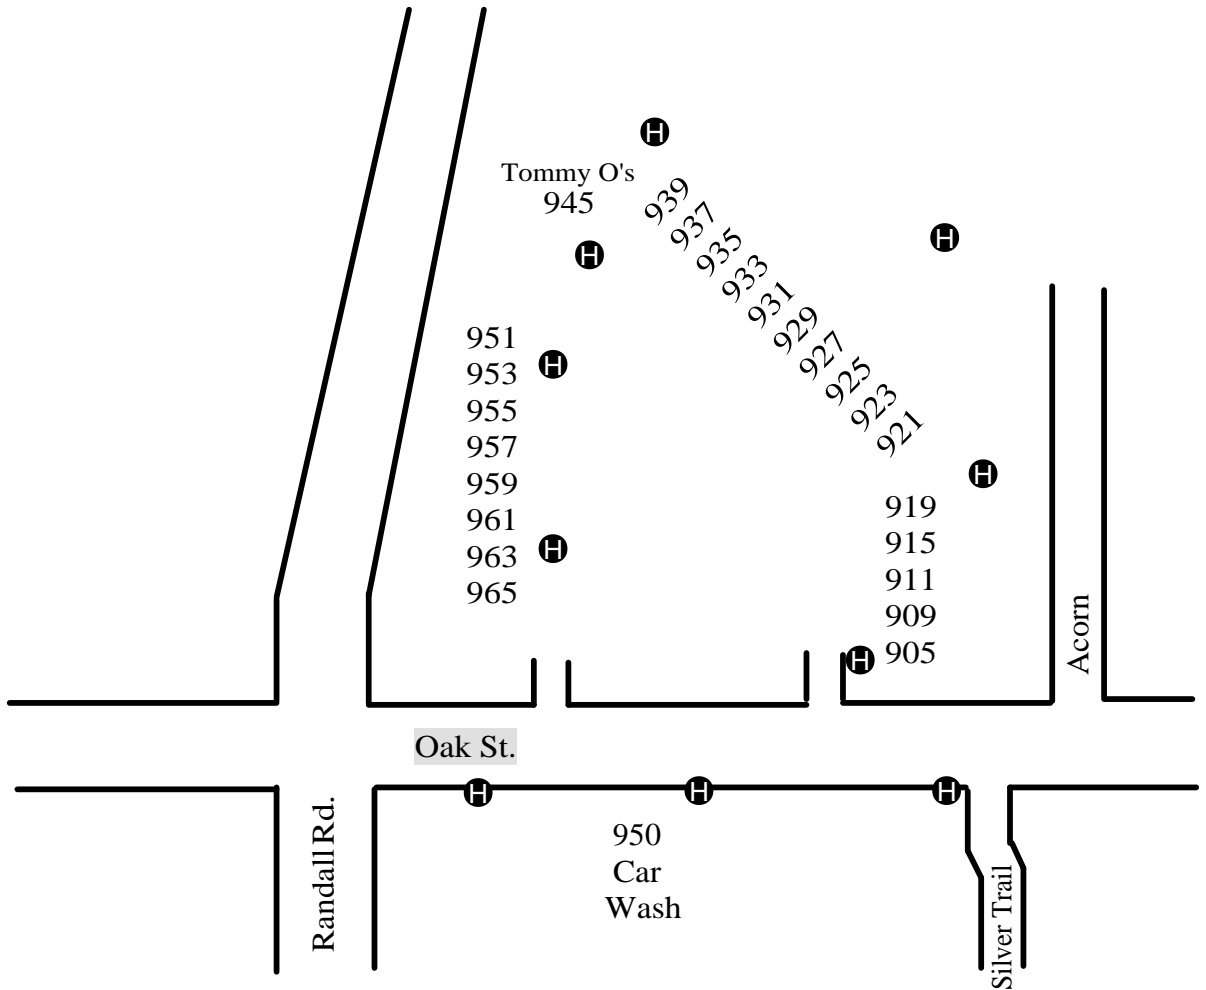 H
Tommy O's
945
939
937
935
933
931
929
927
925
923
921
H
H
951
953
955
957
959
961
963
965
H
H
H
919
915
911
909
905
H
Acorn
Oak St.
H
H
H
Randall Rd.
950
Car
Wash
Silver Trail